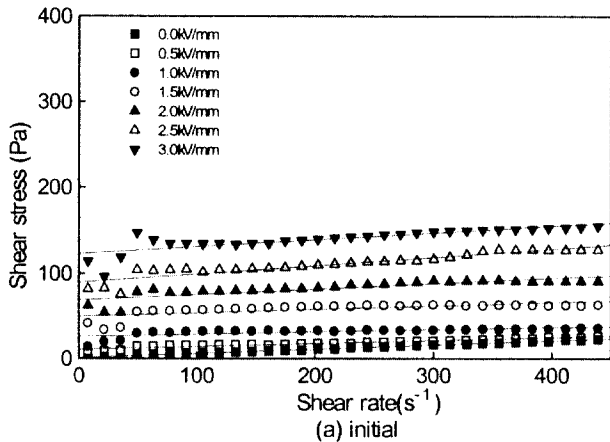 400
300
200
100
0
Shear stress (Pa)
0.0kV/mm
0.5kV/mm
1.0kV/mm
1.5kV/mm
2.0kV/mm
2.5kV/mm
3.0kV/mm
0 100 200 300 400
Shear rate(s⁻¹)
(a) initial